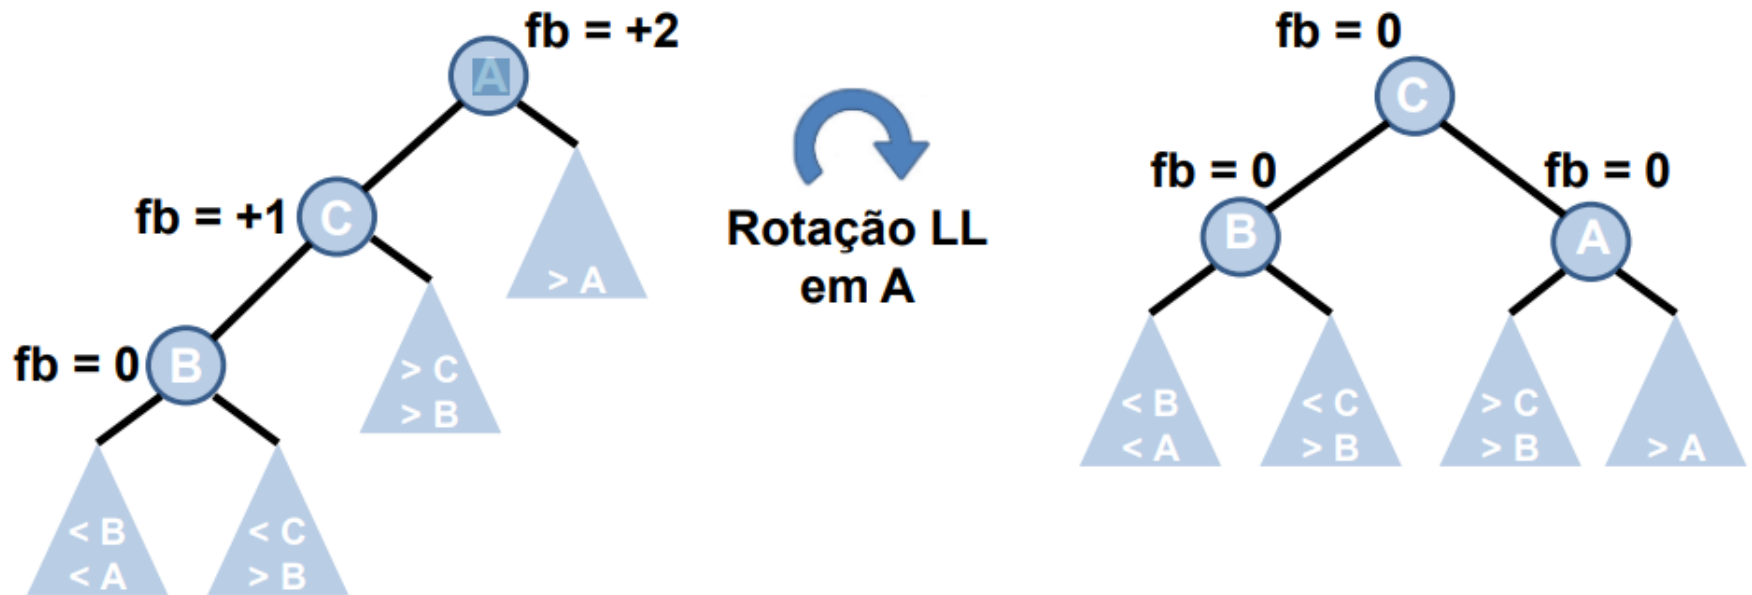 fb = +2
A
fb = +1
C
> A
fb = 0
B
> C
> B
< B
< A
< C
> B
Rotação LL
em A
fb = 0
C
fb = 0
fb = 0
B
A
< B
< A
< C
> B
> C
> B
> A